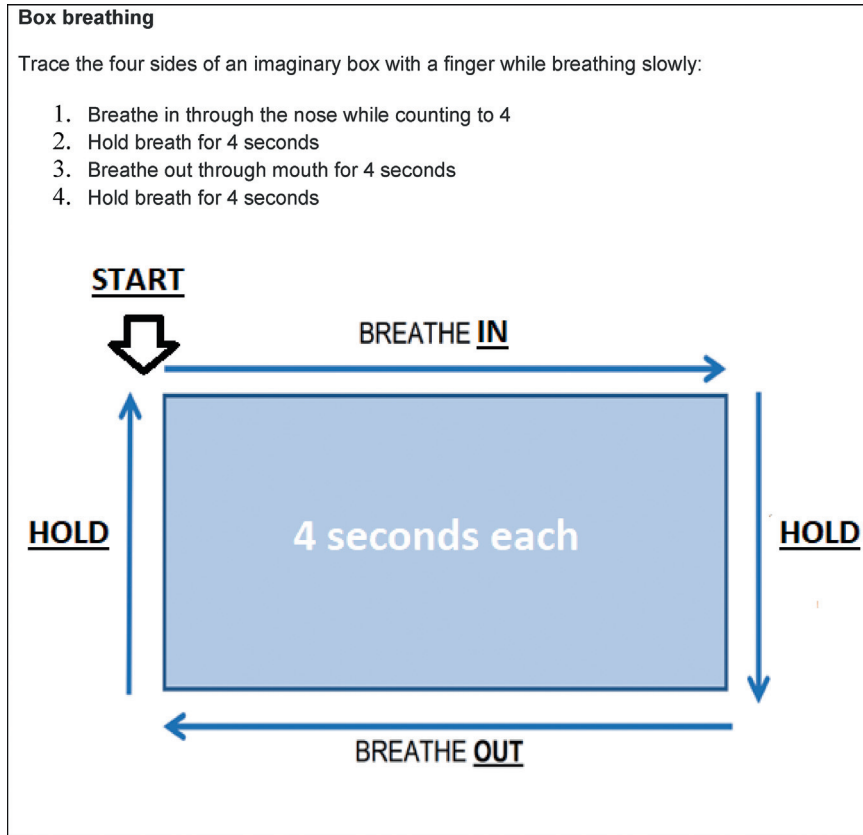 Box breathing
Trace the four sides of an imaginary box with a finger while breathing slowly:
1. Breathe in through the nose while counting to 4
2. Hold breath for 4 seconds
3. Breathe out through mouth for 4 seconds
4. Hold breath for 4 seconds
START
BREATHE IN
HOLD
4 seconds each
HOLD
BREATHE OUT